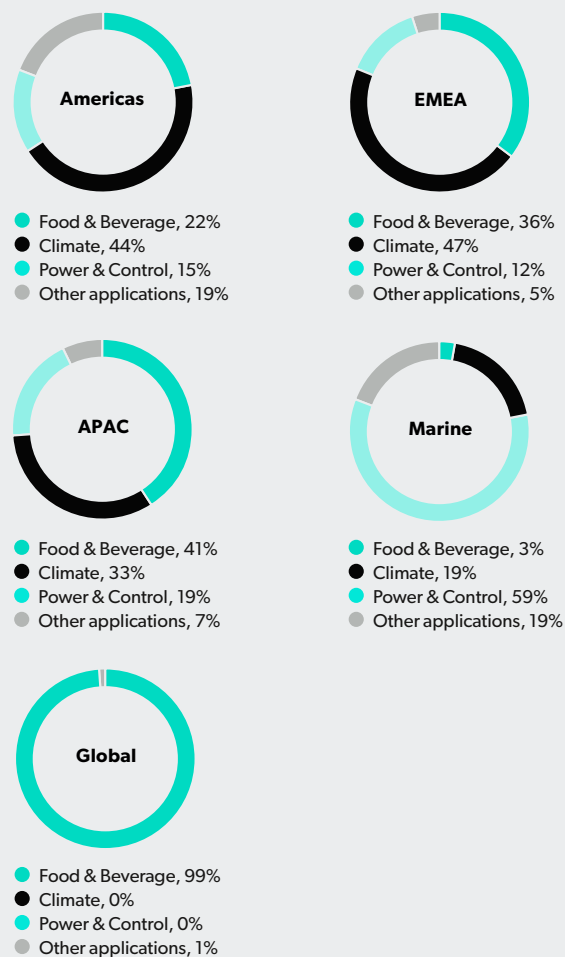 Americas
Food & Beverage, 22%
Climate, 44%
Power & Control, 15%
Other applications, 19%
EMEA
Food & Beverage, 36%
Climate, 47%
Power & Control, 12%
Other applications, 5%
APAC
Food & Beverage, 41%
Climate, 33%
Power & Control, 19%
Other applications, 7%
Marine
Food & Beverage, 3%
Climate, 19%
Power & Control, 59%
Other applications, 19%
Global
Food & Beverage, 99%
Climate, 0%
Power & Control, 0%
Other applications, 1%